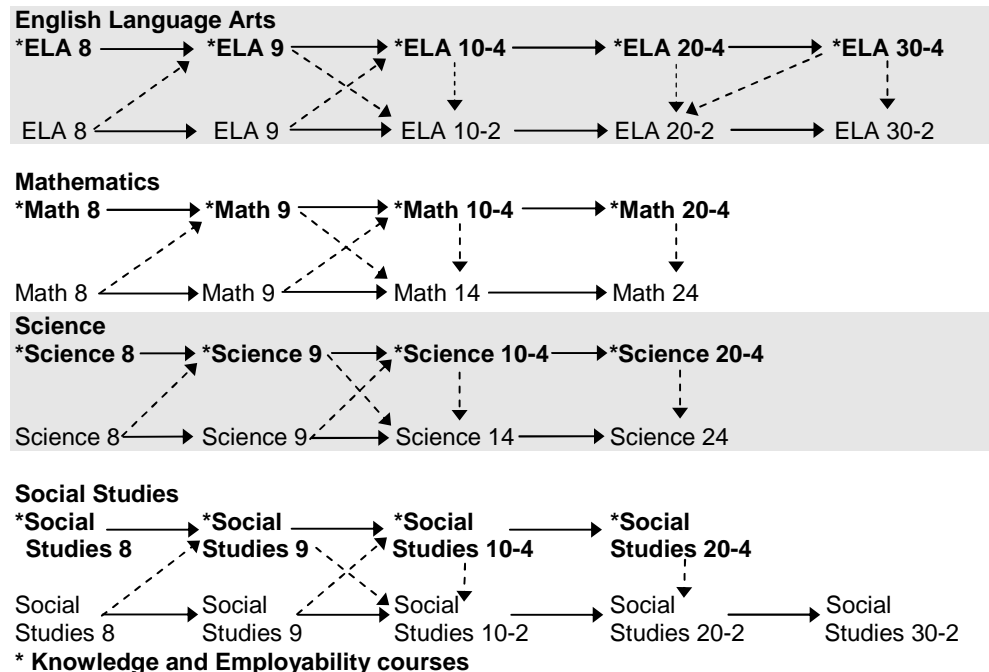 English Language Arts
*ELA 8 *ELA 9 *ELA 10-4 *ELA 20-4 *ELA 30-4
ELA 8 ELA 9 ELA 10-2 ELA 20-2 ELA 30-2
Mathematics
*Math 8 *Math 9 *Math 10-4 *Math 20-4
Math 8 Math 9 Math 14 Math 24
Science
*Science 8 *Science 9 *Science 10-4 *Science 20-4
Science 8 Science 9 Science 14 Science 24
Social Studies
*Social *Social *Social *Social
Studies 8 Studies 9 Studies 10-4 Studies 20-4
Social Social Social Social Social
Studies 8 Studies 9 Studies 10-2 Studies 20-2 Studies 30-2
* Knowledge and Employability courses